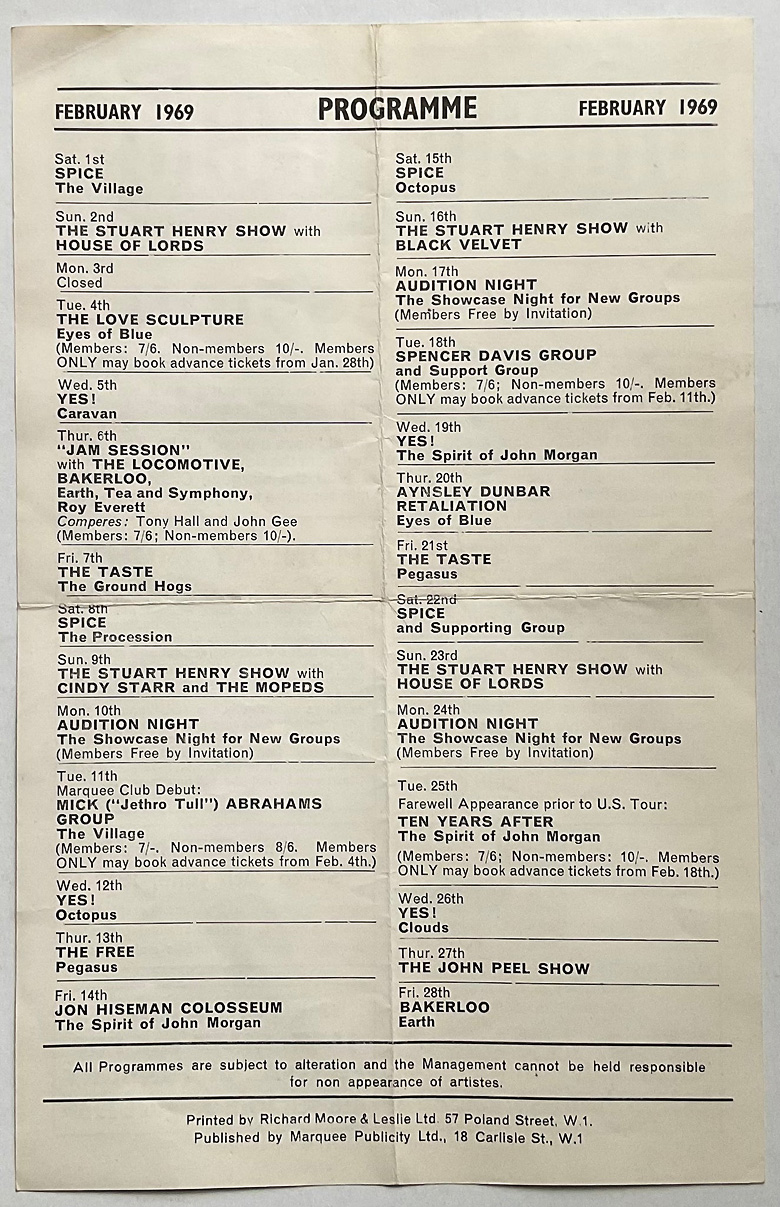 FEBRUARY 1969 PROGRAMME FEBRUARY 1969
Sat. 1st
SPICE
The Village
Sun. 2nd
THE STUART HENRY SHOW with
HOUSE OF LORDS
Mon. 3rd
Closed
Tue. 4th
THE LOVE SCULPTURE
Eyes of Blue
(Members: 7/6. Non-members 10/-. Members
ONLY may book advance tickets from Jan. 28th)
Wed. 5th
YES!
Caravan
Thur. 6th
"JAM SESSION"
with THE LOCOMOTIVE,
BAKERLOO,
Earth, Tea and Symphony,
Roy Everett
Comperes: Tony Hall and John Gee
(Members: 7/6; Non-members 10/-).
Fri. 7th
THE TASTE
The Ground Hogs
Sat. 8th
SPICE
The Procession
Sun. 9th
THE STUART HENRY SHOW with
CINDY STARR and THE MOPEDS
Mon. 10th
AUDITION NIGHT
The Showcase Night for New Groups
(Members Free by Invitation)
Tue. 11th
Marquee Club Debut:
MICK ("Jethro Tull") ABRAHAMS
GROUP
The Village
(Members: 7/-. Non-members 8/6. Members
ONLY may book advance tickets from Feb. 4th.)
Wed. 12th
YES!
Octopus
Thur. 13th
THE FREE
Pegasus
Fri. 14th
JON HISEMAN COLOSSEUM
The Spirit of John Morgan
Sat. 15th
SPICE
Octopus
Sun. 16th
THE STUART HENRY SHOW with
BLACK VELVET
Mon. 17th
AUDITION NIGHT
The Showcase Night for New Groups
(Members Free by Invitation)
Tue. 18th
SPENCER DAVIS GROUP
and Support Group
(Members: 7/6; Non-members 10/-. Members
ONLY may book advance tickets from Feb. 11th.)
Wed. 19th
YES!
The Spirit of John Morgan
Thur. 20th
AYNSLEY DUNBAR
RETALIATION
Eyes of Blue
Fri. 21st
THE TASTE
Pegasus
Sat. 22nd
SPICE
and Supporting Group
Sun. 23rd
THE STUART HENRY SHOW with
HOUSE OF LORDS
Mon. 24th
AUDITION NIGHT
The Showcase Night for New Groups
(Members Free by Invitation)
Tue. 25th
Farewell Appearance prior to U.S. Tour:
TEN YEARS AFTER
The Spirit of John Morgan
(Members: 7/6; Non-members: 10/-. Members
ONLY may book advance tickets from Feb. 18th.)
Wed. 26th
YES!
Clouds
Thur. 27th
THE JOHN PEEL SHOW
Fri. 28th
BAKERLOO
Earth
All Programmes are subject to alteration and the Management cannot be held responsible
for non appearance of artistes.
Printed by Richard Moore & Leslie Ltd. 57 Poland Street, W.1.
Published by Marquee Publicity Ltd., 18 Carlisle St., W.1